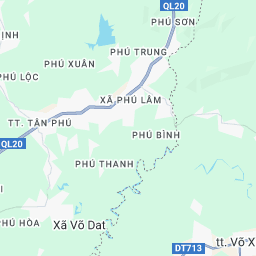 QL20
PHÚ SƠN
ỊNH
PHÚ TRUNG
PHÚ XUÂN
PHÚ LỘC
XÃ PHÚ LÂM
TT. TÂN PHÚ
PHÚ BÌNH
QL20
PHÚ THANH
PHÚ HÒA
Xã Võ Dat
DT713
tt. Võ X